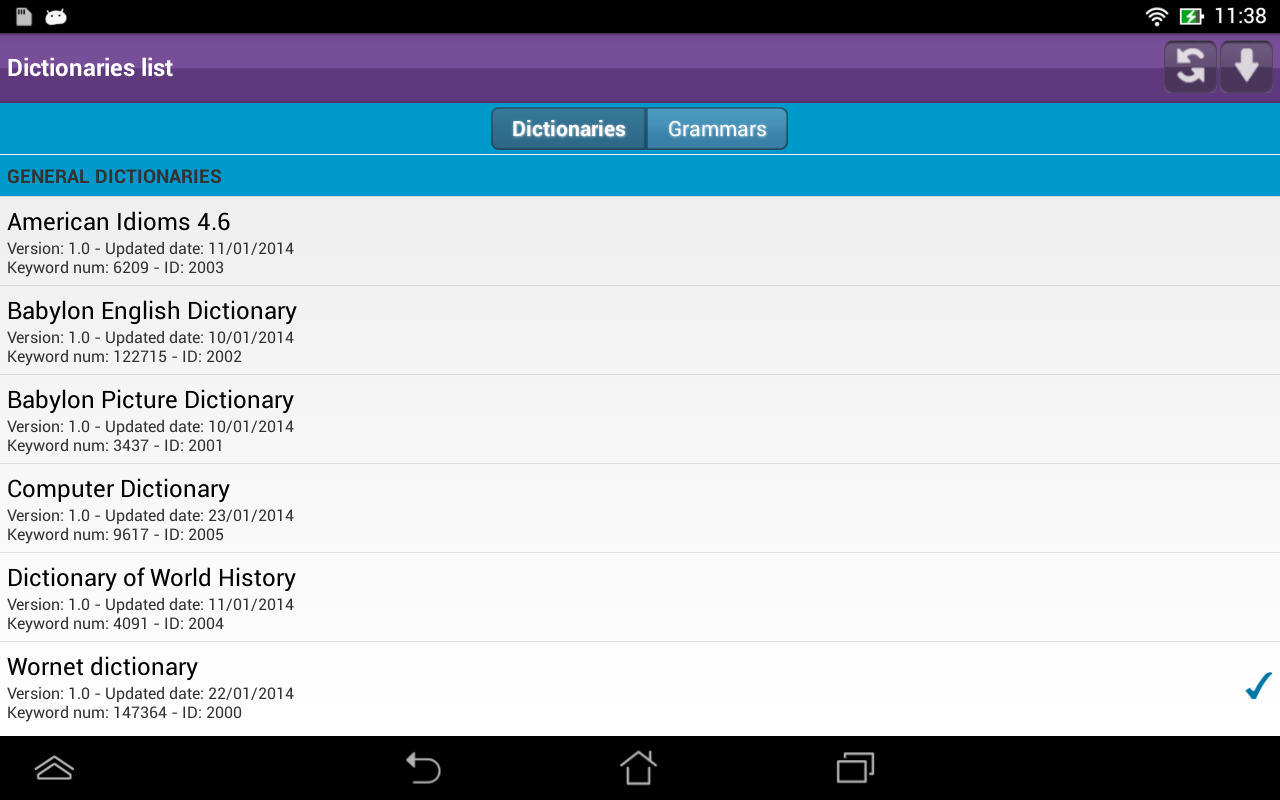 11:38
Dictionaries list
Dictionaries
Grammars
GENERAL DICTIONARIES
American Idioms 4.6
Version: 1.0 - Updated date: 11/01/2014
Keyword num: 6209 - ID: 2003
Babylon English Dictionary
Version: 1.0 - Updated date: 10/01/2014
Keyword num: 122715 - ID: 2002
Babylon Picture Dictionary
Version: 1.0 - Updated date: 10/01/2014
Keyword num: 3437 - ID: 2001
Computer Dictionary
Version: 1.0 - Updated date: 23/01/2014
Keyword num: 9617 - ID: 2005
Dictionary of World History
Version: 1.0 - Updated date: 11/01/2014
Keyword num: 4091 - ID: 2004
Wornet dictionary
Version: 1.0 - Updated date: 22/01/2014
Keyword num: 147364 - ID: 2000